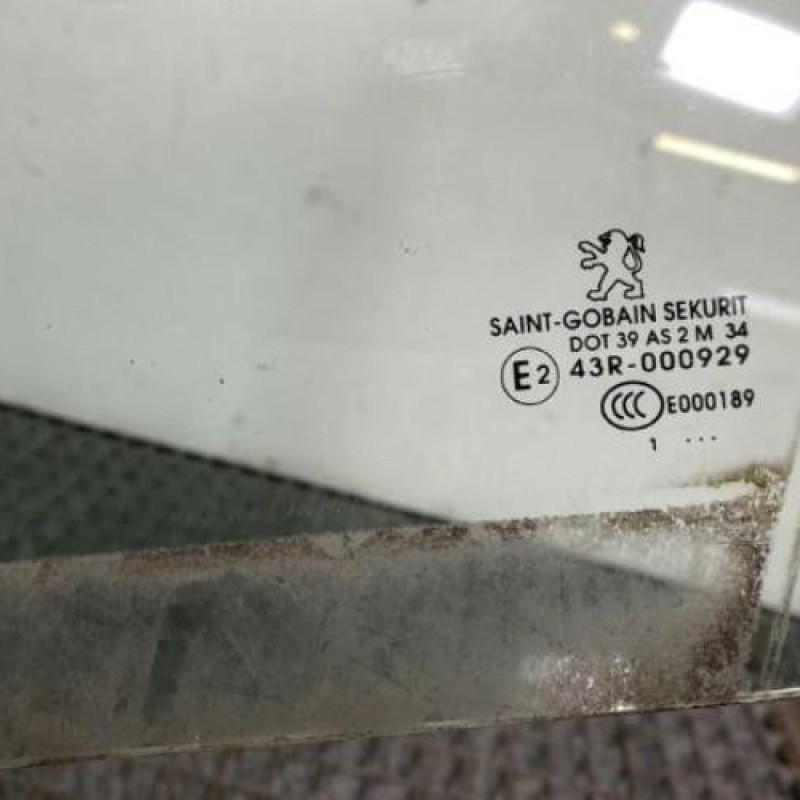 SAINT-GOBAIN SEKURIT
DOT 39 AS 2 M 34
E2 43R-000929
CCC E000189
1 ...